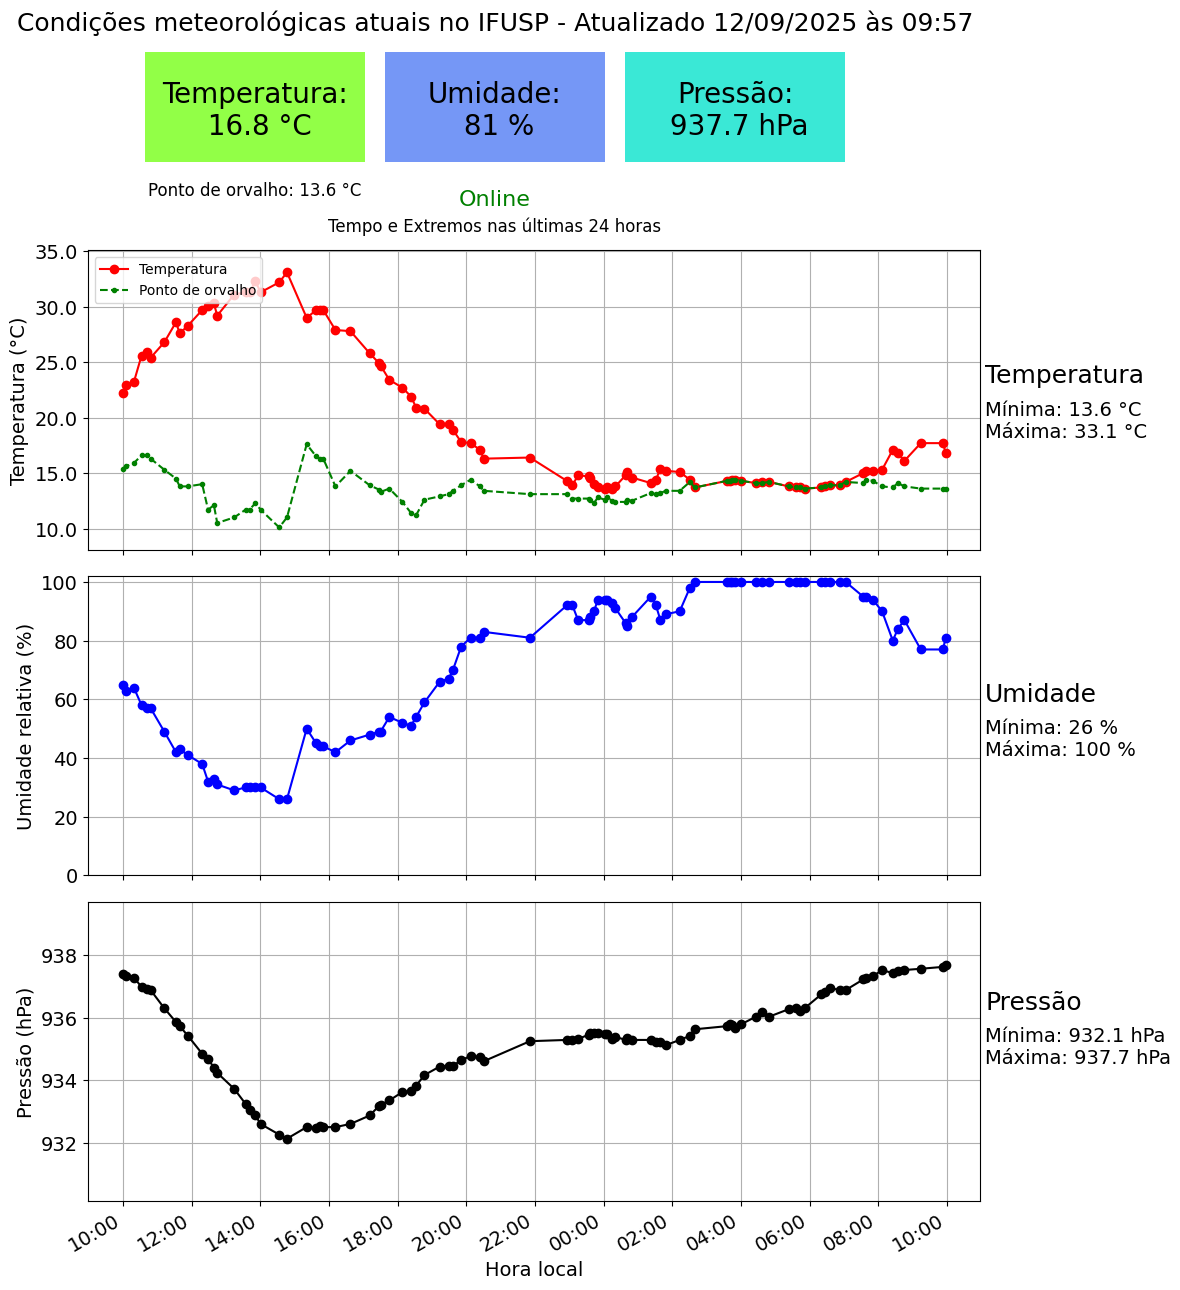 Condições meteorológicas atuais no IFUSP - Atualizado 12/09/2025 às 09:57
Temperatura:
16.8 °C
Umidade:
81 %
Pressão:
937.7 hPa
Ponto de orvalho: 13.6 °C
Online
Tempo e Extremos nas últimas 24 horas
Temperatura (°C)
35.0
30.0
25.0
20.0
15.0
10.0
Temperatura
Ponto de orvalho
Temperatura
Mínima: 13.6 °C
Máxima: 33.1 °C
Umidade relativa (%)
100
80
60
40
20
0
Umidade
Mínima: 26 %
Máxima: 100 %
Pressão (hPa)
938
936
934
932
Pressão
Mínima: 932.1 hPa
Máxima: 937.7 hPa
10:00
12:00
14:00
16:00
18:00
20:00
22:00
00:00
02:00
04:00
06:00
08:00
10:00
Hora local